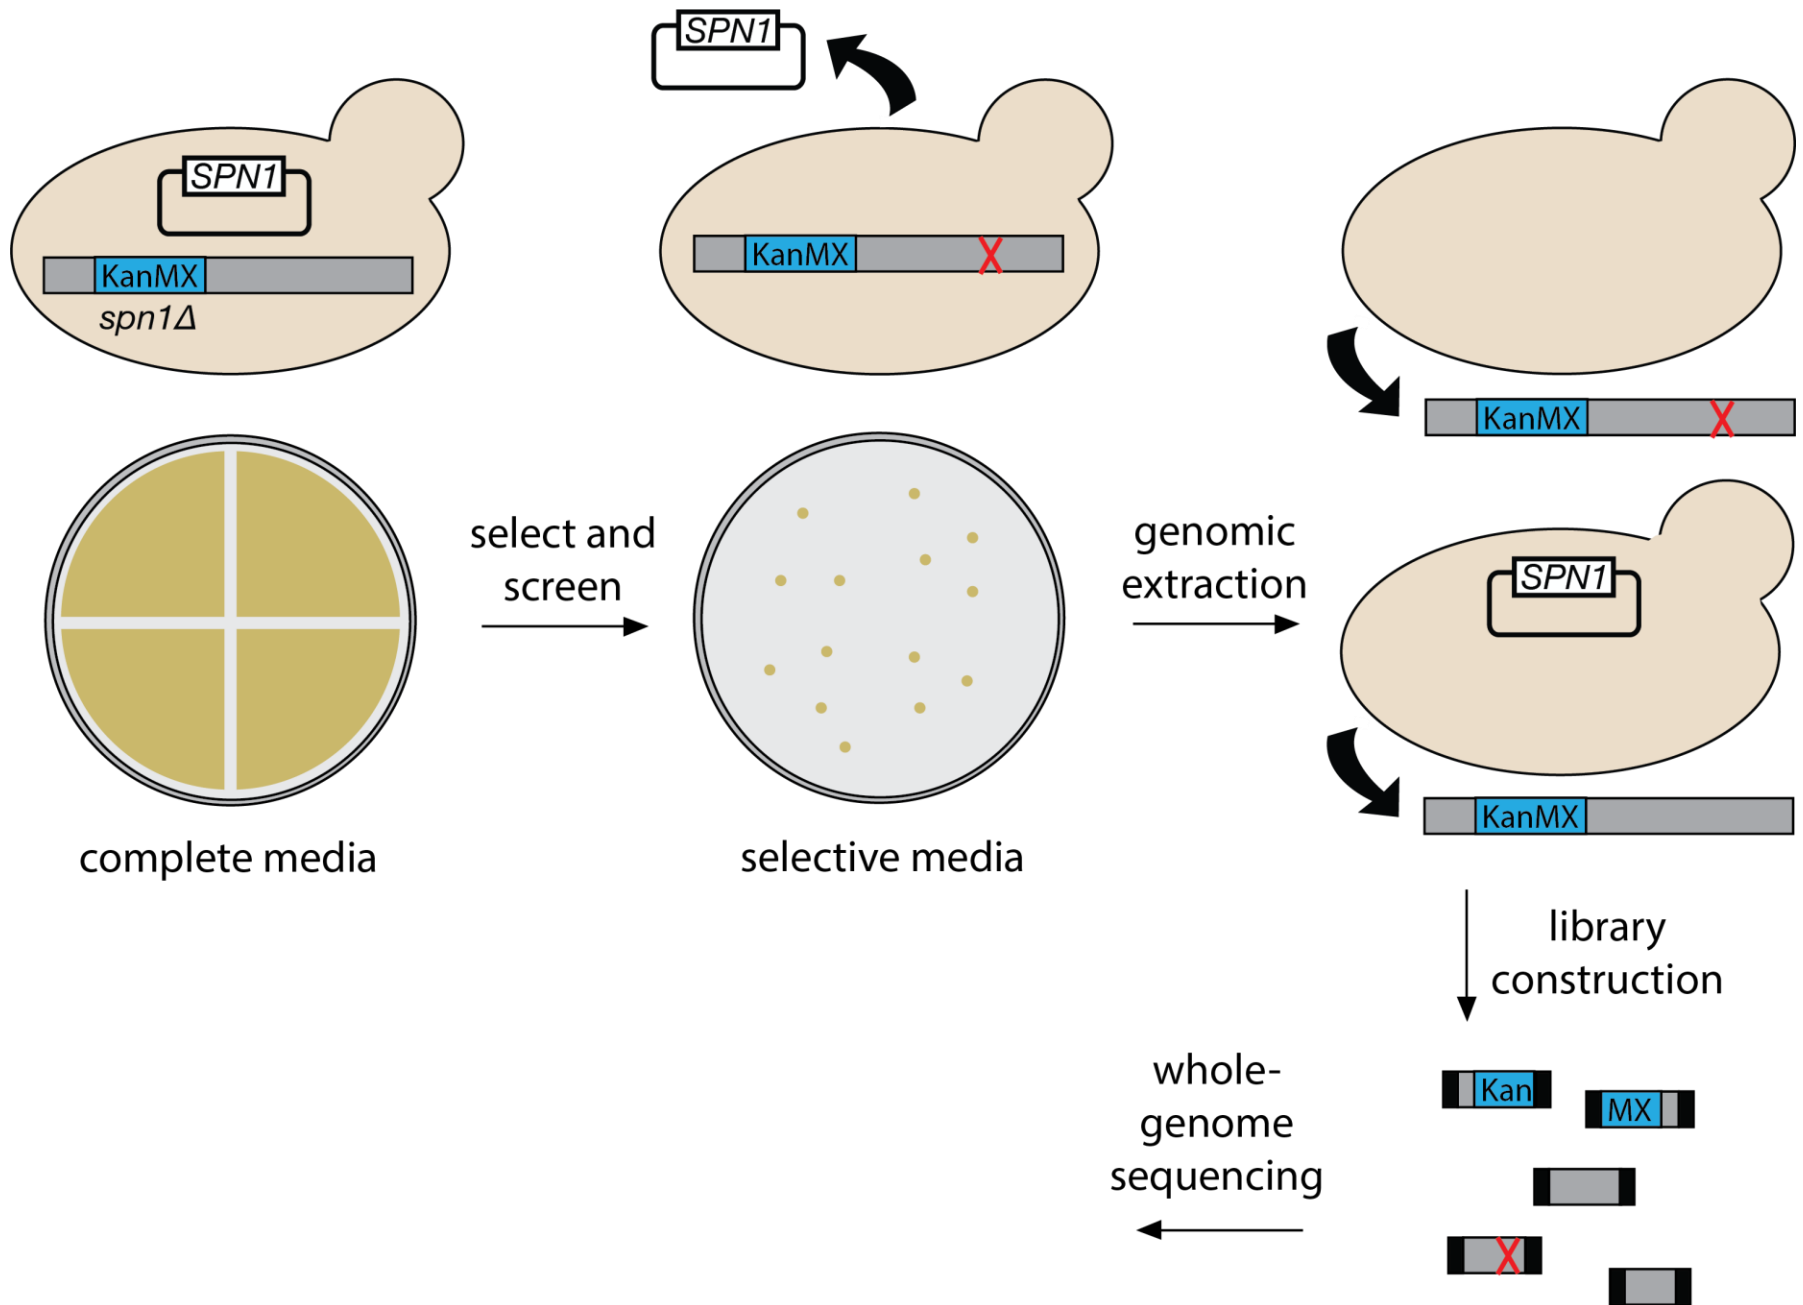 SPN1
SPN1
KanMX
spn1Δ
KanMX
KanMX
select and
screen
genomic
extraction
SPN1
complete media
selective media
KanMX
library
construction
whole-
genome
sequencing
Kan
MX